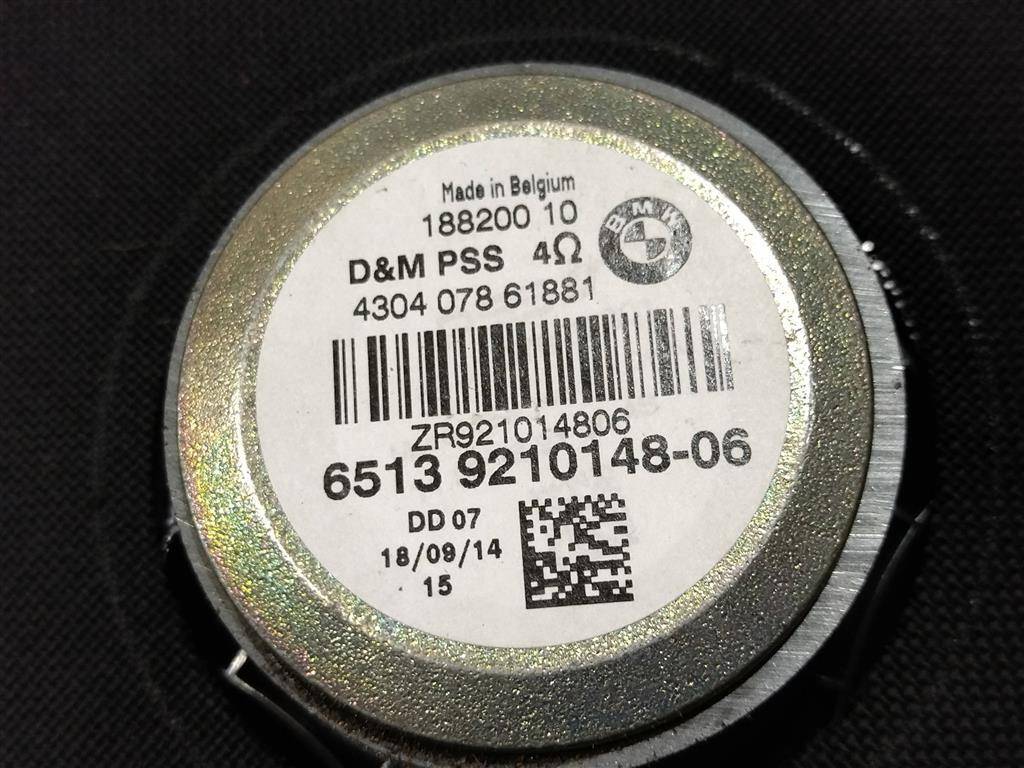 Made in Belgium
188200 10
BMW
D&M PSS 4Ω
4304 078 61881
ZR921014806
6513 9210148-06
DD 07
18/09/14
15